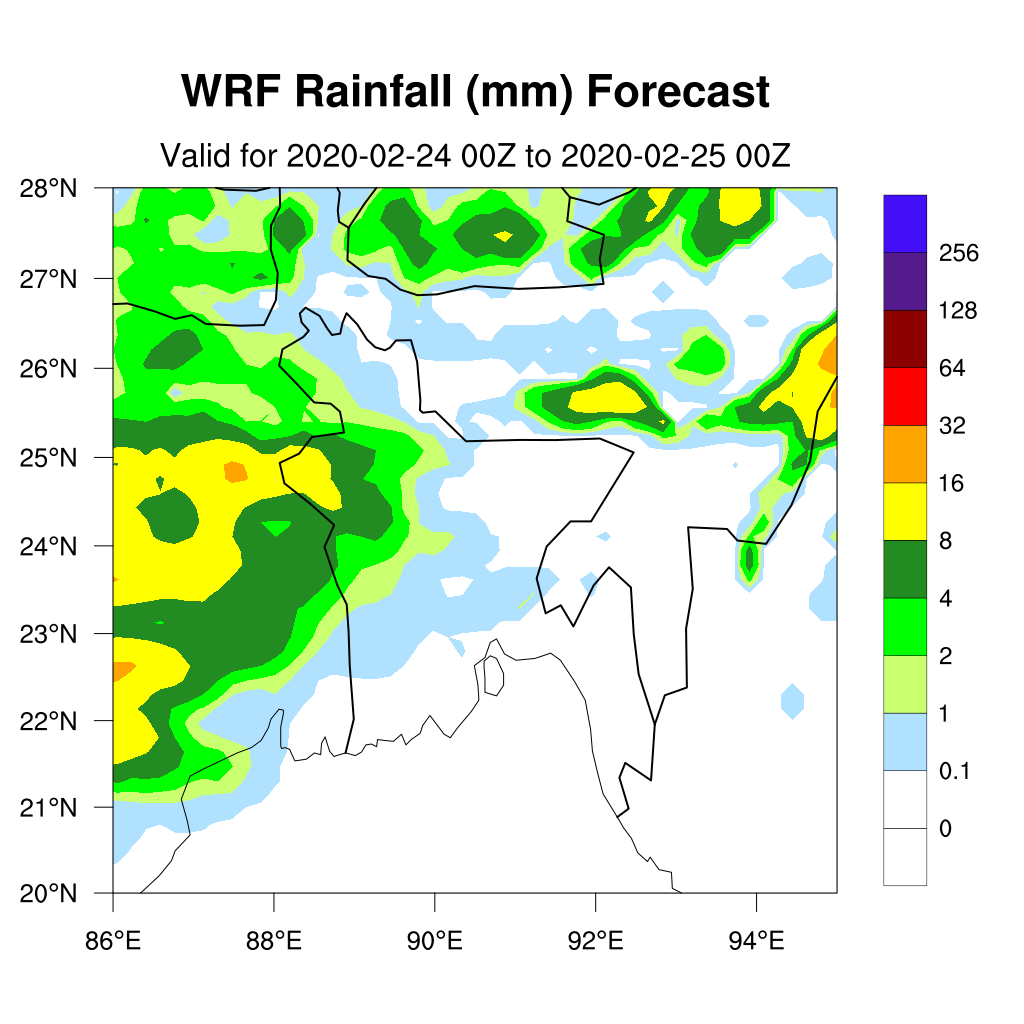 WRF Rainfall (mm) Forecast
Valid for 2020-02-24 00Z to 2020-02-25 00Z
28°N
27°N
26°N
25°N
24°N
23°N
22°N
21°N
20°N
86°E 88°E 90°E 92°E 94°E
256
128
64
32
16
8
4
2
1
0.1
0